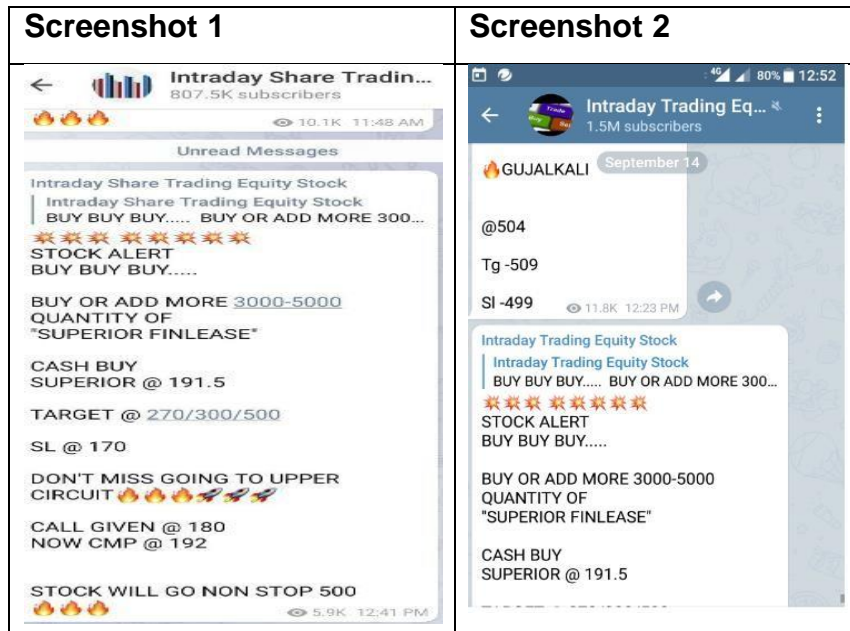 Screenshot 1
Intraday Share Tradin...
807.5K subscribers
🔥🔥🔥 10.1K 11:48 AM
Unread Messages
Intraday Share Trading Equity Stock
Intraday Share Trading Equity Stock
BUY BUY BUY..... BUY OR ADD MORE 300...
💥💥💥 💥💥💥💥💥
STOCK ALERT
BUY BUY BUY.....
BUY OR ADD MORE 3000-5000
QUANTITY OF
"SUPERIOR FINLEASE"
CASH BUY
SUPERIOR @ 191.5
TARGET @ 270/300/500
SL @ 170
DON'T MISS GOING TO UPPER
CIRCUIT🔥🔥🔥🚀🚀🚀
CALL GIVEN @ 180
NOW CMP @ 192
STOCK WILL GO NON STOP 500
🔥🔥🔥 5.9K 12:41 PM
Screenshot 2
4G 80% 12:52
Intraday Trading Eq...
1.5M subscribers
September 14
🔥GUJALKALI
@504
Tg -509
Sl -499 11.8K 12:23 PM
Intraday Trading Equity Stock
Intraday Trading Equity Stock
BUY BUY BUY..... BUY OR ADD MORE 300...
💥💥💥 💥💥💥💥💥
STOCK ALERT
BUY BUY BUY.....
BUY OR ADD MORE 3000-5000
QUANTITY OF
"SUPERIOR FINLEASE"
CASH BUY
SUPERIOR @ 191.5